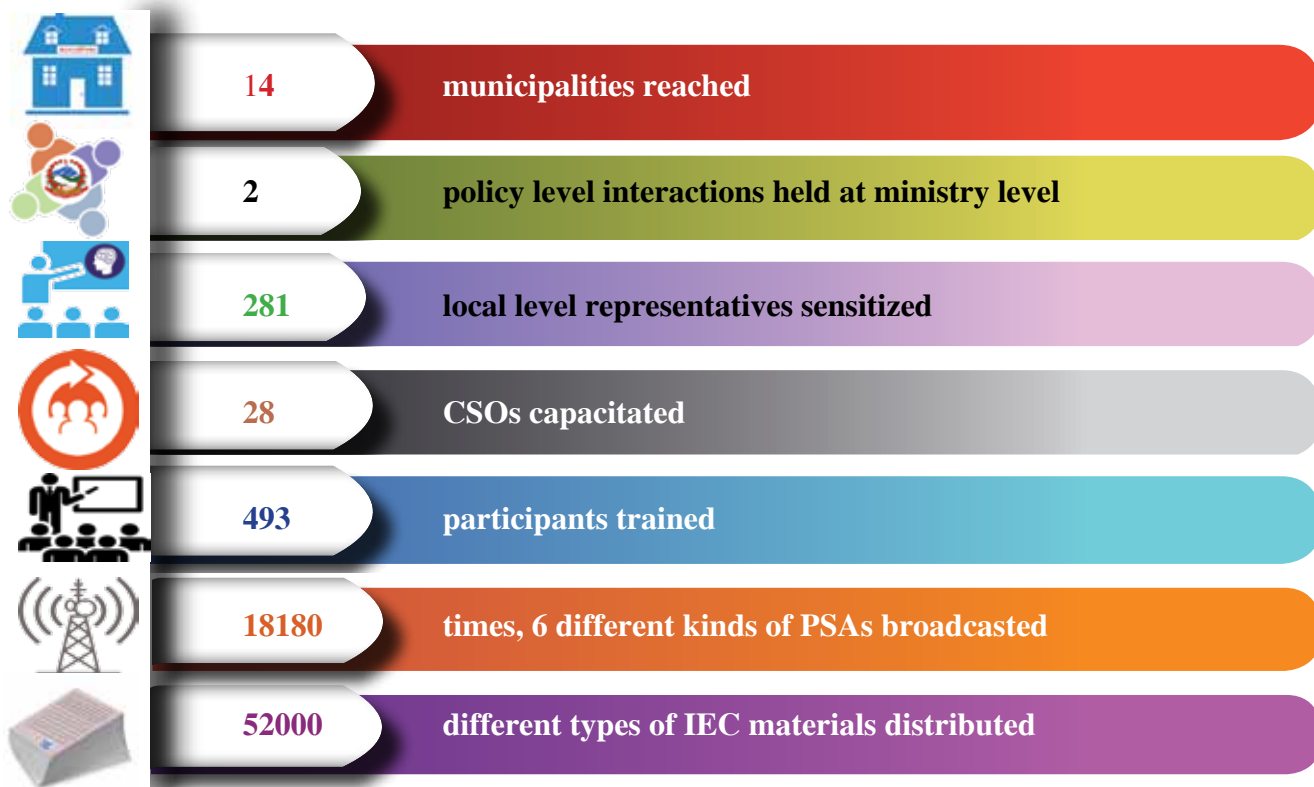 14 municipalities reached
2 policy level interactions held at ministry level
281 local level representatives sensitized
28 CSOs capacitated
493 participants trained
18180 times, 6 different kinds of PSAs broadcasted
52000 different types of IEC materials distributed